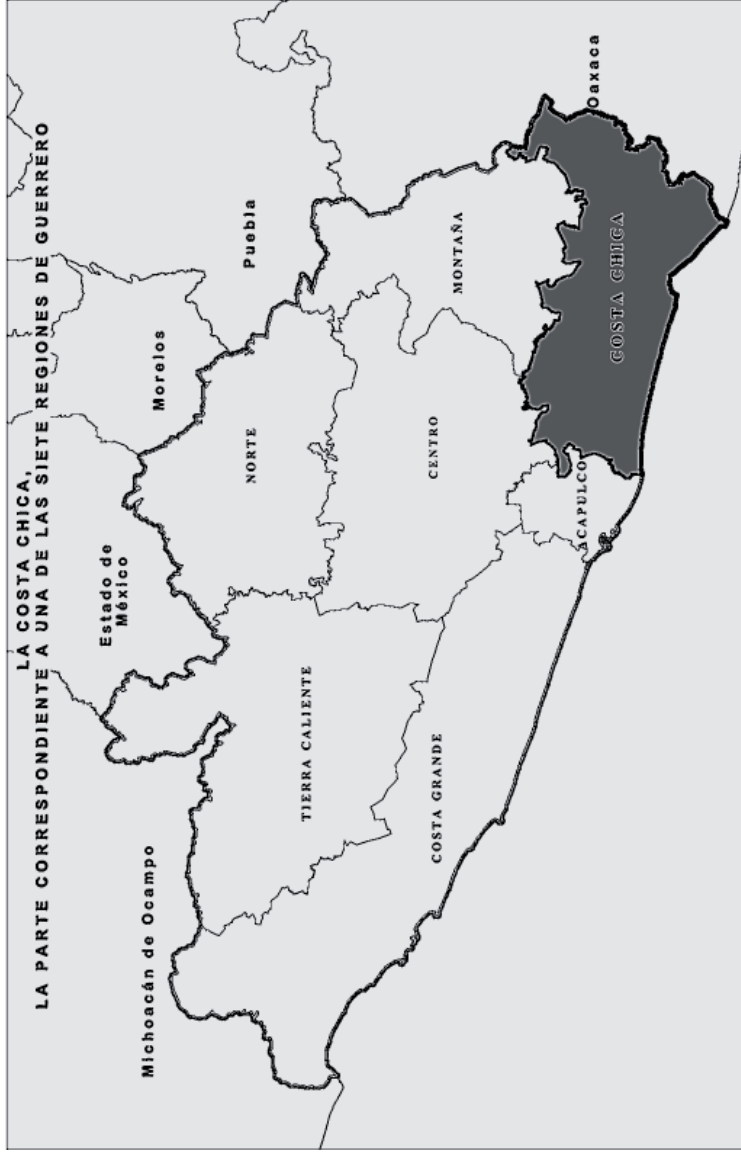 LA COSTA CHICA,
LA PARTE CORRESPONDIENTE A UNA DE LAS SIETE REGIONES DE GUERRERO
Michoacán de Ocampo
Estado de
México
Morelos
Puebla
Oaxaca
TIERRA CALIENTE
NORTE
COSTA GRANDE
CENTRO
MONTAÑA
ACAPULCO
COSTA CHICA